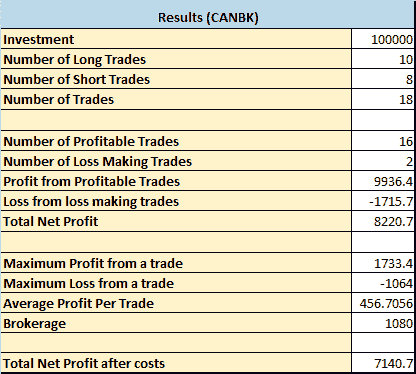 Results (CANBK)
Investment 100000
Number of Long Trades 10
Number of Short Trades 8
Number of Trades 18
Number of Profitable Trades 16
Number of Loss Making Trades 2
Profit from Profitable Trades 9936.4
Loss from loss making trades -1715.7
Total Net Profit 8220.7
Maximum Profit from a trade 1733.4
Maximum Loss from a trade -1064
Average Profit Per Trade 456.7056
Brokerage 1080
Total Net Profit after costs 7140.7